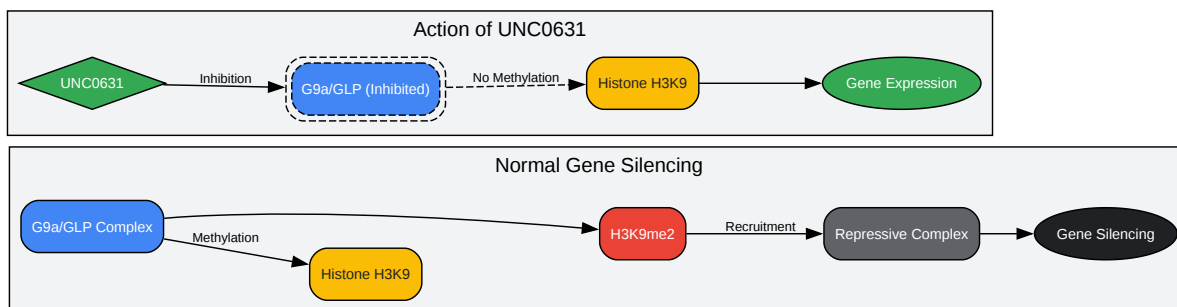 Action of UNC0631
UNC0631
Inhibition
G9a/GLP (Inhibited)
No Methylation
Histone H3K9
Gene Expression
Normal Gene Silencing
G9a/GLP Complex
Methylation
Histone H3K9
H3K9me2
Recruitment
Repressive Complex
Gene Silencing